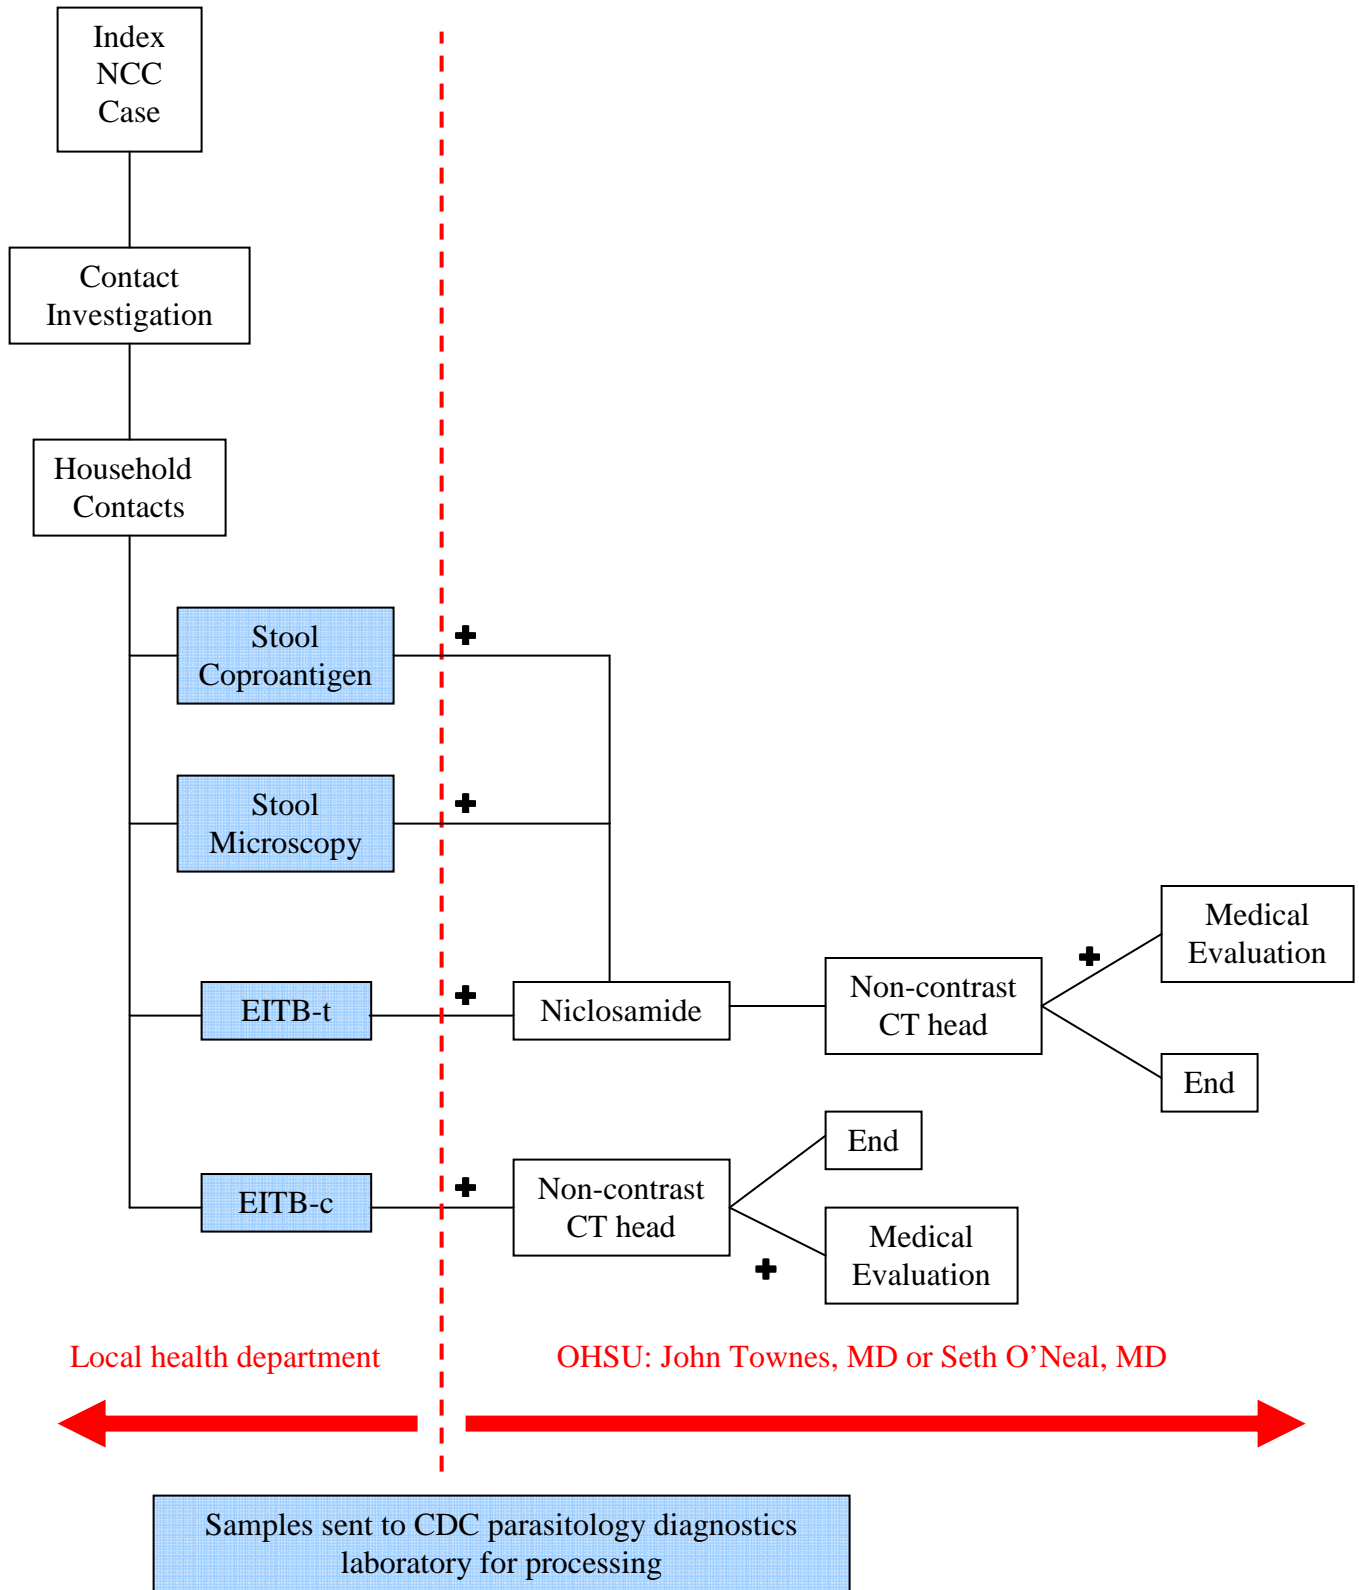 Index
NCC
Case
Contact
Investigation
Household
Contacts
Stool
Coproantigen
Stool
Microscopy
EITB-t
Niclosamide
Non-contrast
CT head
Medical
Evaluation
End
EITB-c
Non-contrast
CT head
End
Medical
Evaluation
Local health department
OHSU: John Townes, MD or Seth O’Neal, MD
Samples sent to CDC parasitology diagnostics
laboratory for processing